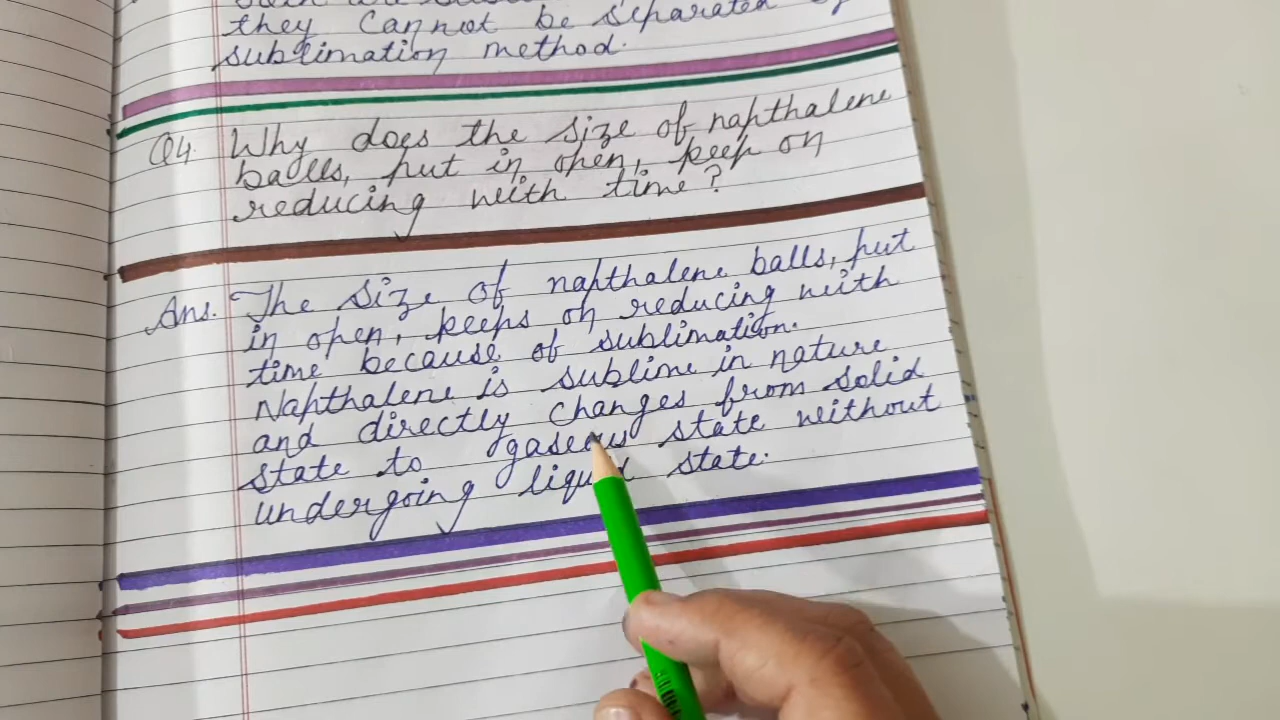 they cannot be separated by
sublimation method.
Q4. Why does the size of napthalene
balls, put in open, keep on
reducing with time?
Ans. The size of napthalene balls, put
in open, keeps on reducing with
time because of sublimation.
Napthalene is sublime in nature
and directly changes from solid
state to gaseous state without
undergoing liquid state.